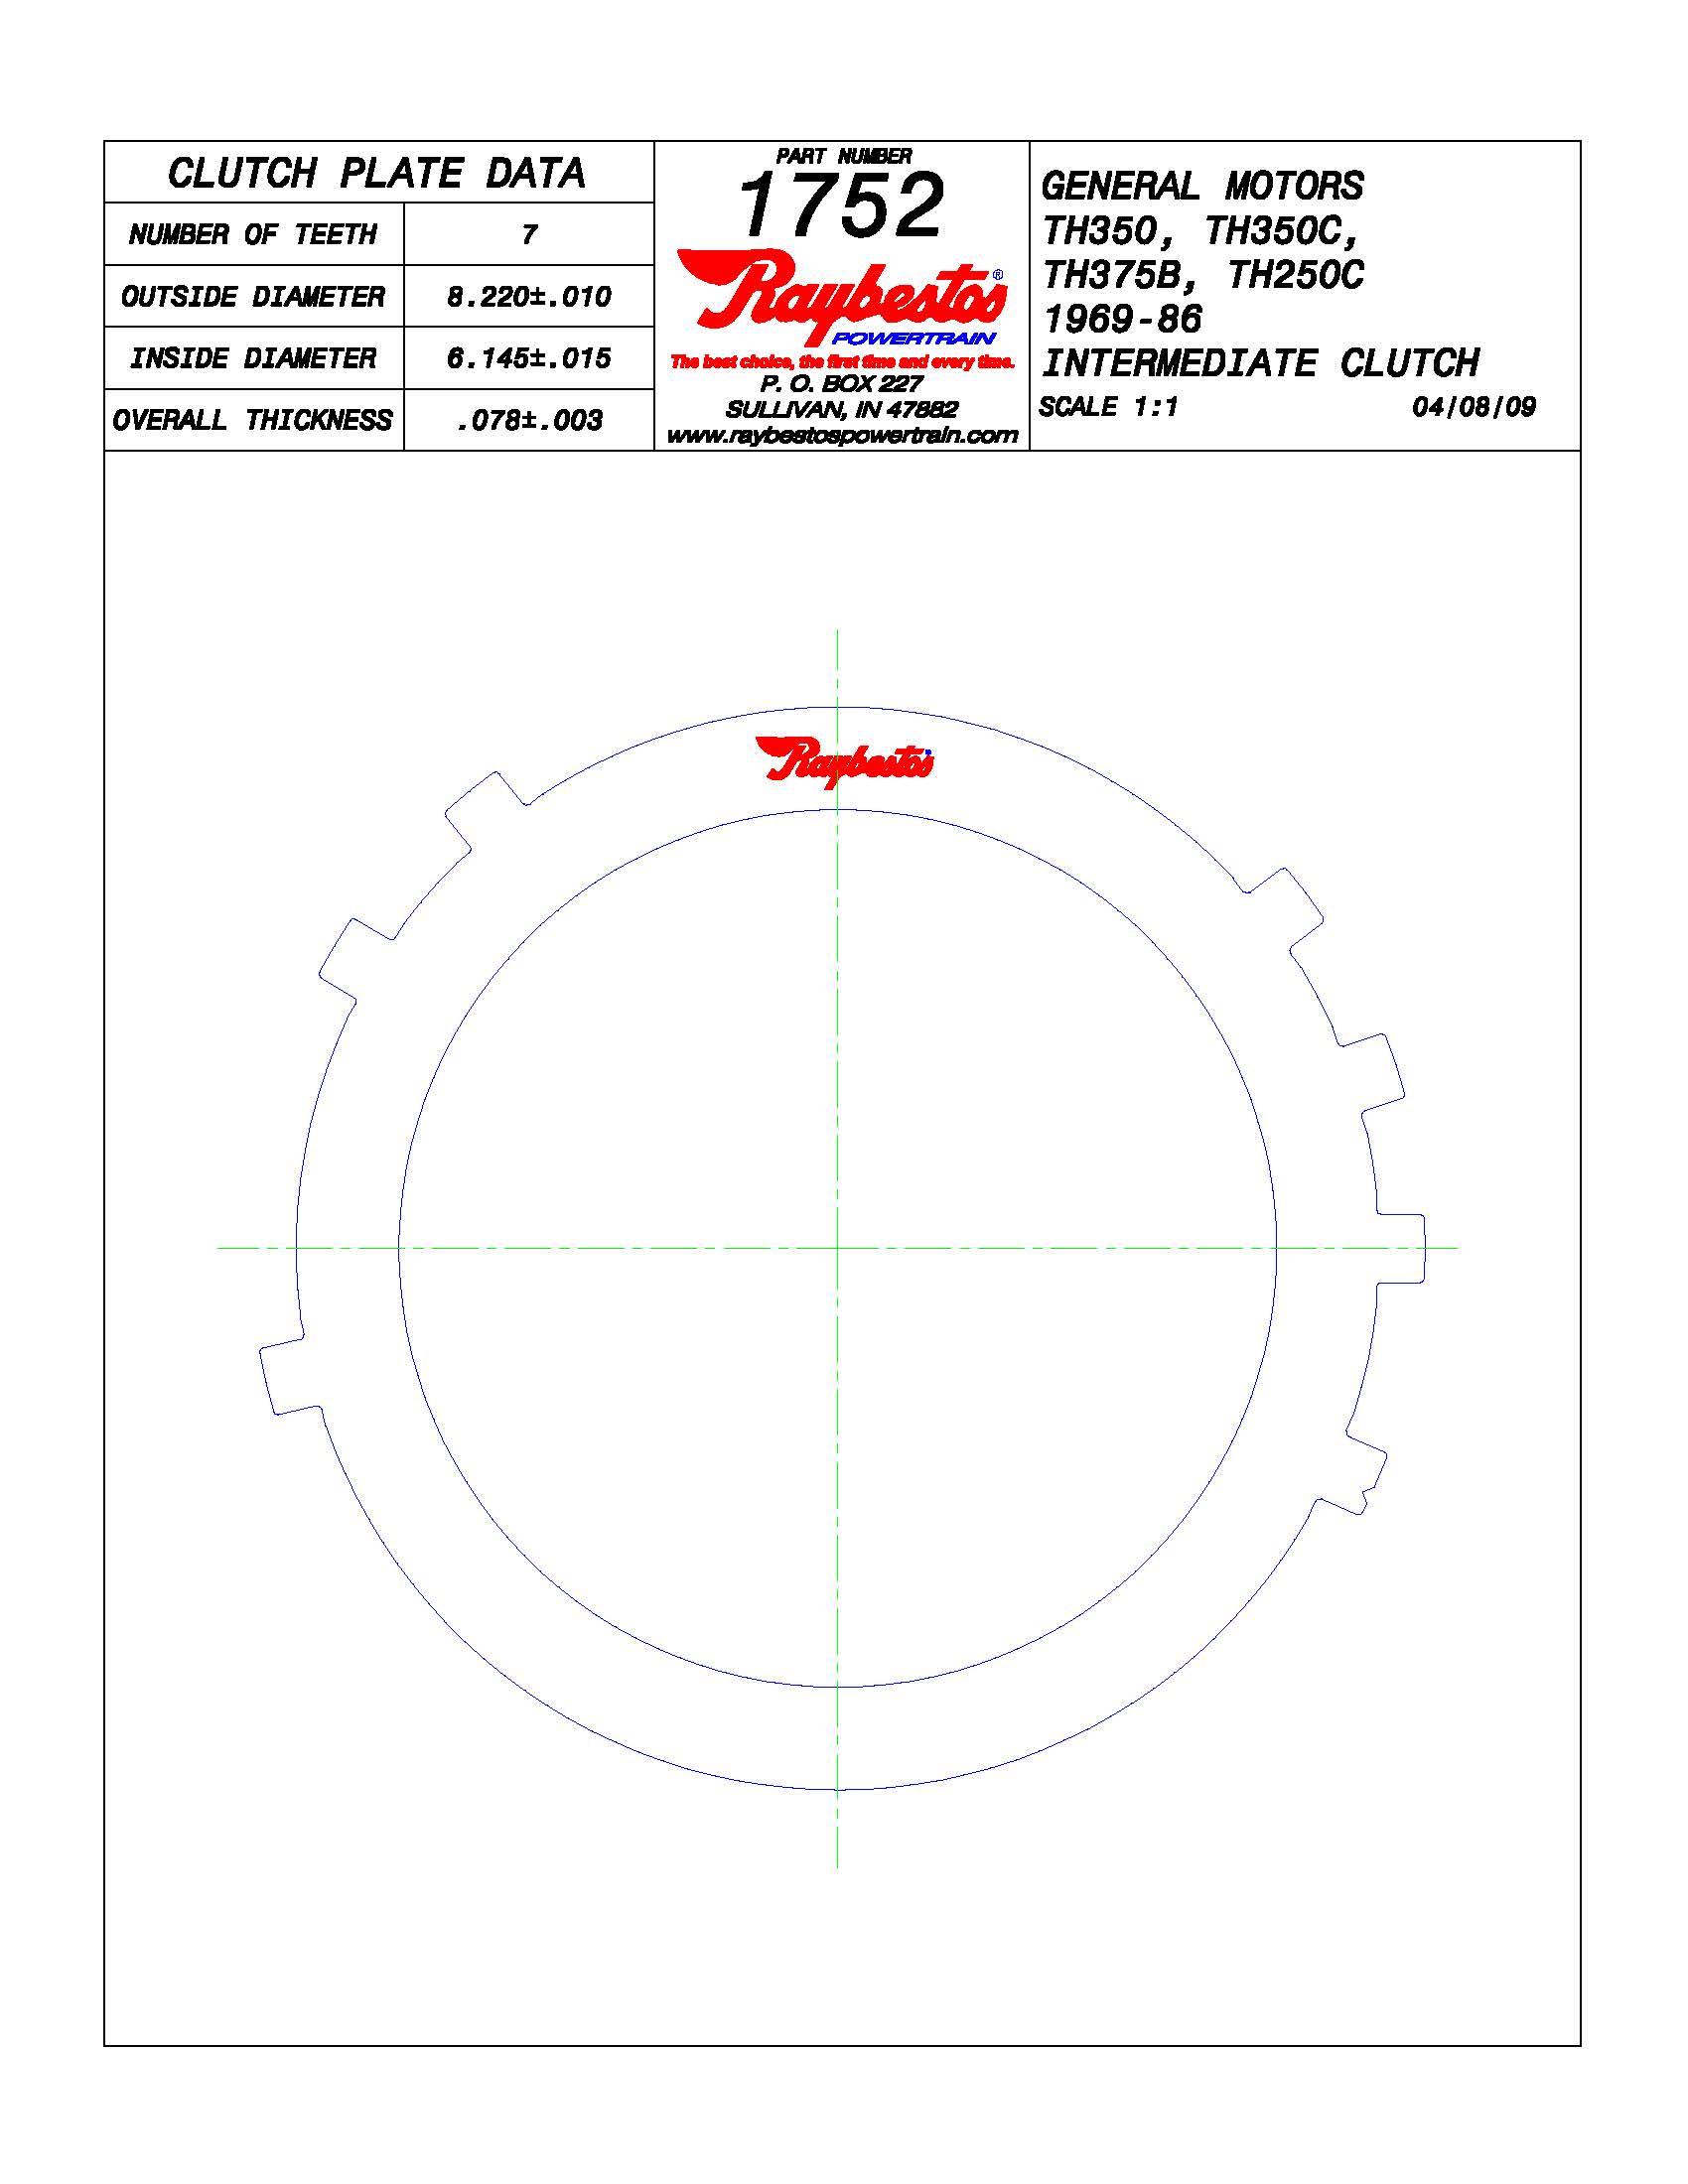 CLUTCH PLATE DATA
NUMBER OF TEETH 7
OUTSIDE DIAMETER 8.220±.010
INSIDE DIAMETER 6.145±.015
OVERALL THICKNESS .078±.003
PART NUMBER
1752
Raybestos®
POWERTRAIN
The best choice, the first time and every time.
P. O. BOX 227
SULLIVAN, IN 47882
www.raybestospowertrain.com
GENERAL MOTORS
TH350, TH350C,
TH375B, TH250C
1969-86
INTERMEDIATE CLUTCH
SCALE 1:1 04/08/09
Raybestos